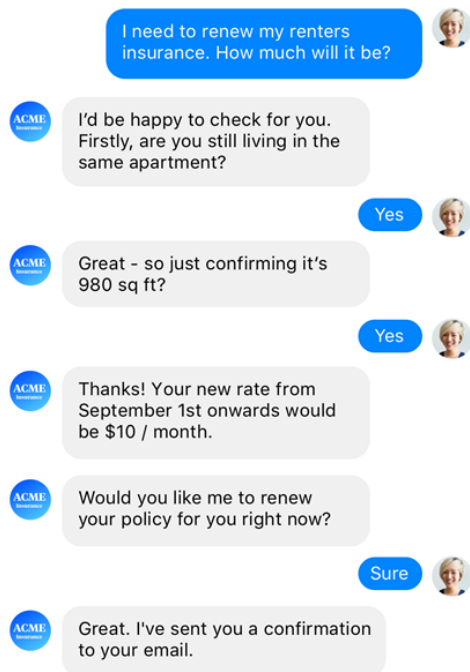 I need to renew my renters
insurance. How much will it be?
ACME
Insurance
I’d be happy to check for you.
Firstly, are you still living in the
same apartment?
Yes
ACME
Insurance
Great - so just confirming it’s
980 sq ft?
Yes
ACME
Insurance
Thanks! Your new rate from
September 1st onwards would
be $10 / month.
ACME
Insurance
Would you like me to renew
your policy for you right now?
Sure
ACME
Insurance
Great. I've sent you a confirmation
to your email.